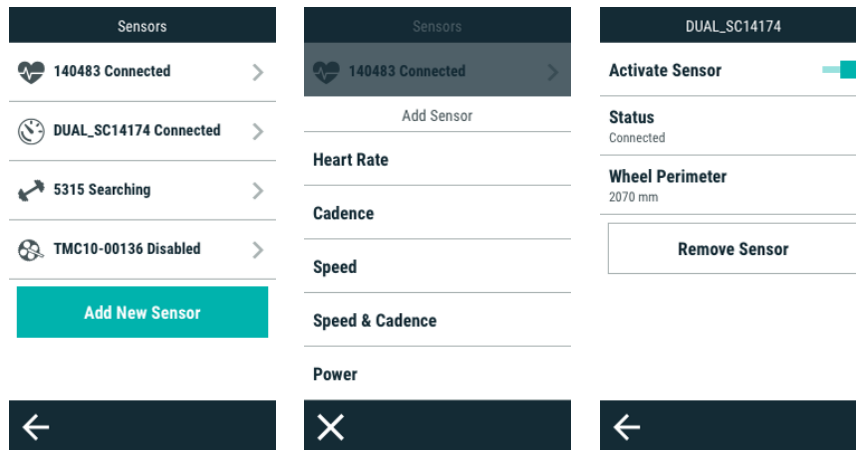 Sensors
140483 Connected
DUAL_SC14174 Connected
5315 Searching
TMC10-00136 Disabled
Add New Sensor
Sensors
140483 Connected
Add Sensor
Heart Rate
Cadence
Speed
Speed & Cadence
Power
DUAL_SC14174
Activate Sensor
Status
Connected
Wheel Perimeter
2070 mm
Remove Sensor